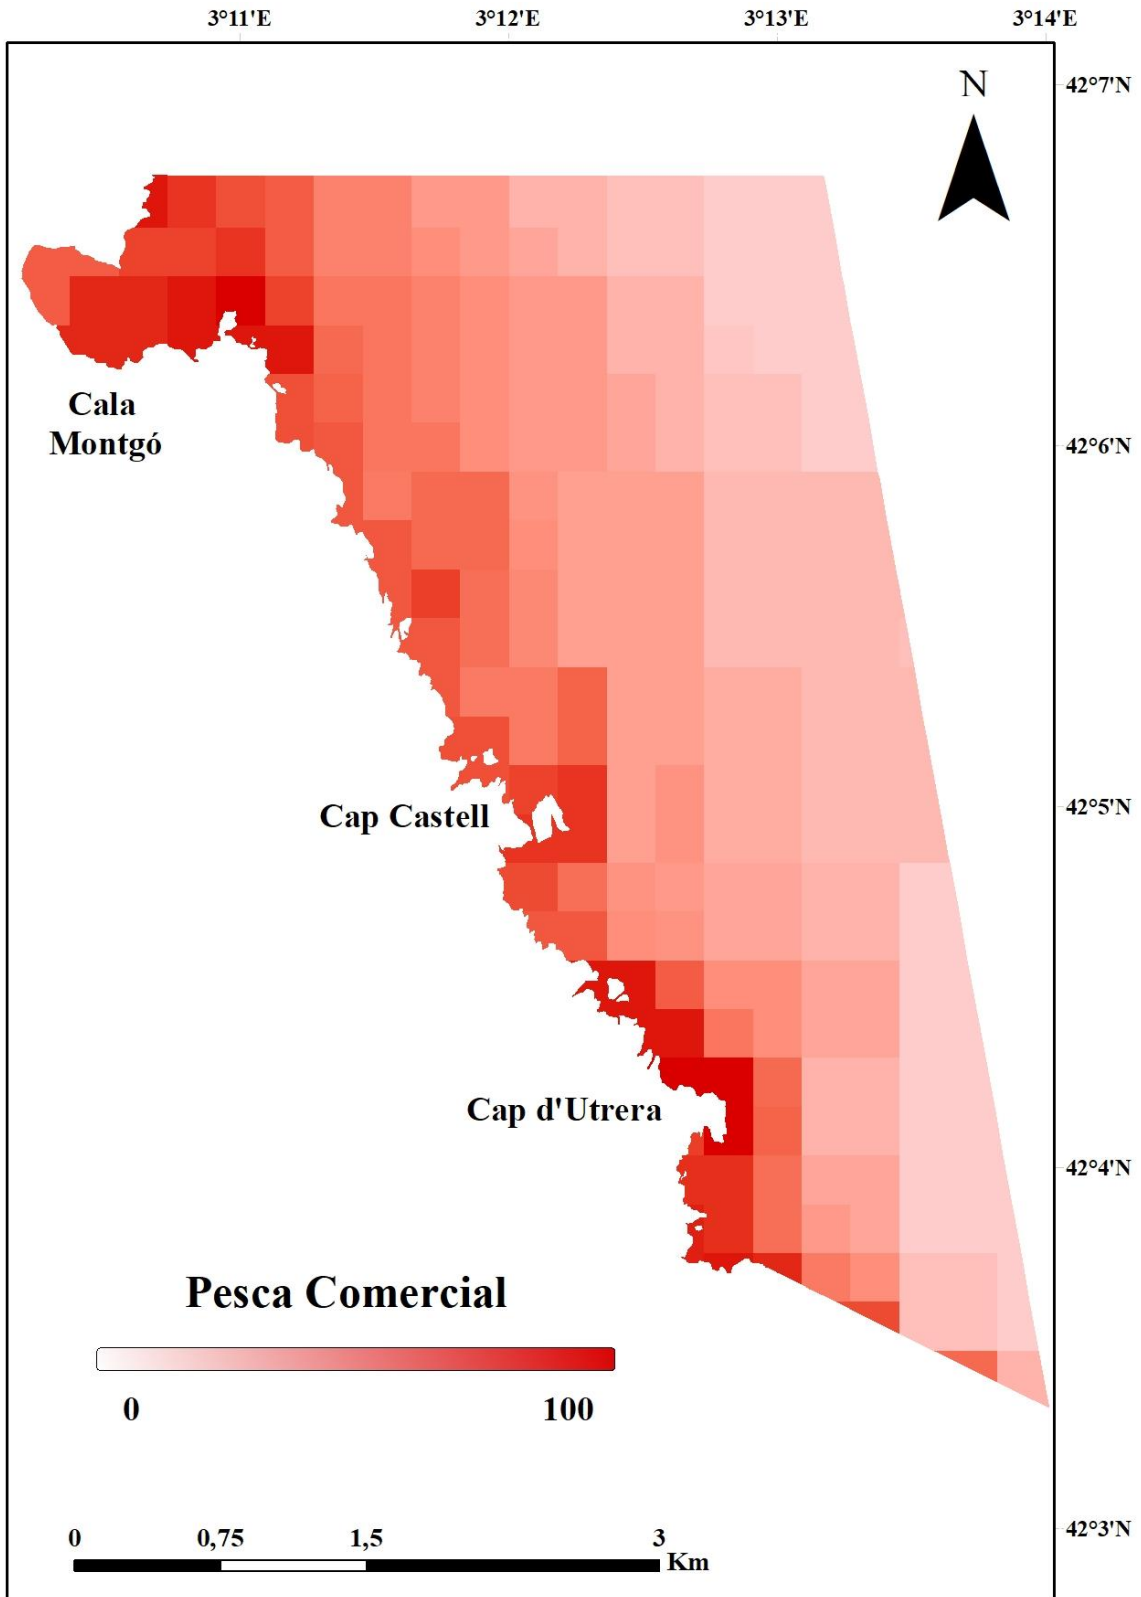 3°11'E 3°12'E 3°13'E 3°14'E
42°7'N
N
Cala
Montgó
42°6'N
Cap Castell
42°5'N
Cap d'Utrera
42°4'N
Pesca Comercial
0 100
42°3'N
0 0,75 1,5 3
Km